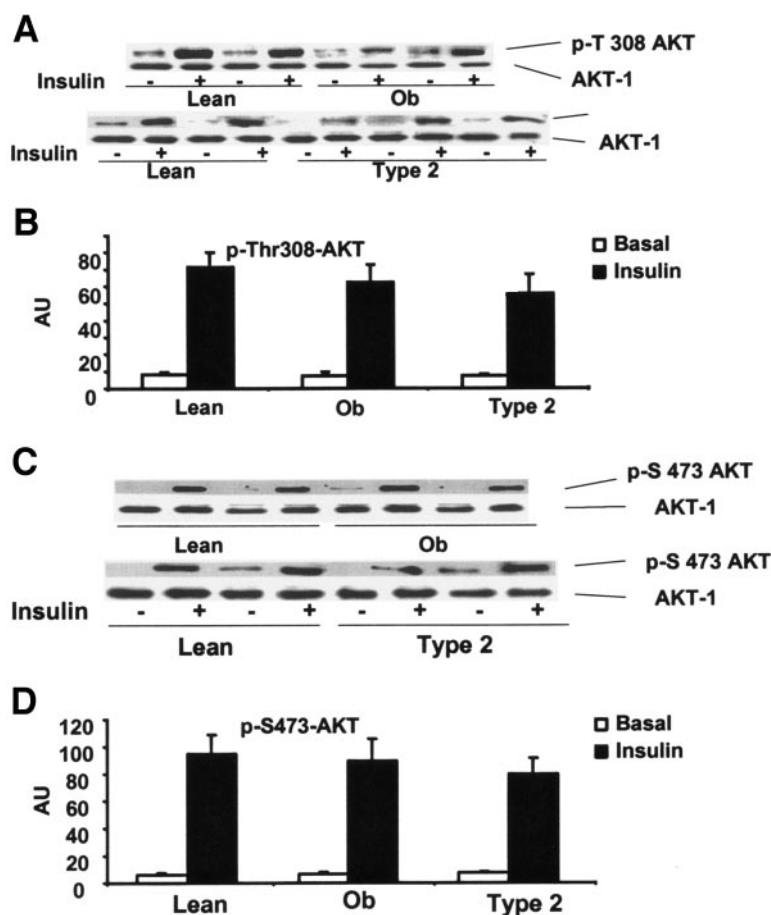 A
p-T 308 AKT
AKT-1
Insulin - + - + - + - +
Lean Ob
AKT-1
Insulin - + - + - + - + - +
Lean Type 2
B
p-Thr308-AKT
Basal
Insulin
AU
80
60
40
20
0
Lean Ob Type 2
C
p-S 473 AKT
AKT-1
Lean Ob
p-S 473 AKT
AKT-1
Insulin - + - + - + - +
Lean Type 2
D
p-S473-AKT
Basal
Insulin
AU
120
100
80
60
40
20
0
Lean Ob Type 2